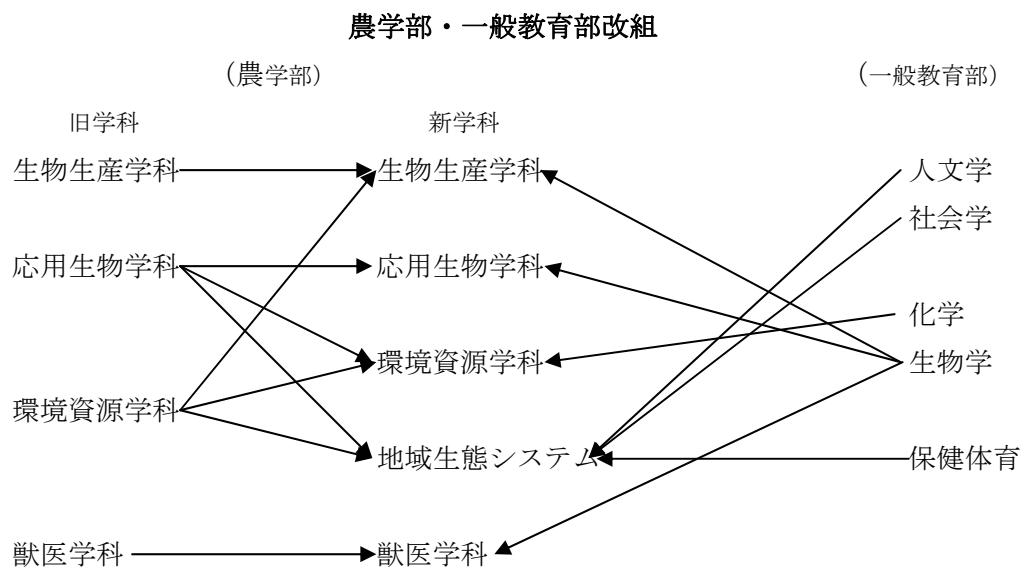 農学部・一般教育部改組
（農学部）
（一般教育部）
旧学科
新学科
生物生産学科
生物生産学科
人文学
社会学
応用生物学科
応用生物学科
化学
環境資源学科
生物学
環境資源学科
地域生態システム
保健体育
獣医学科
獣医学科